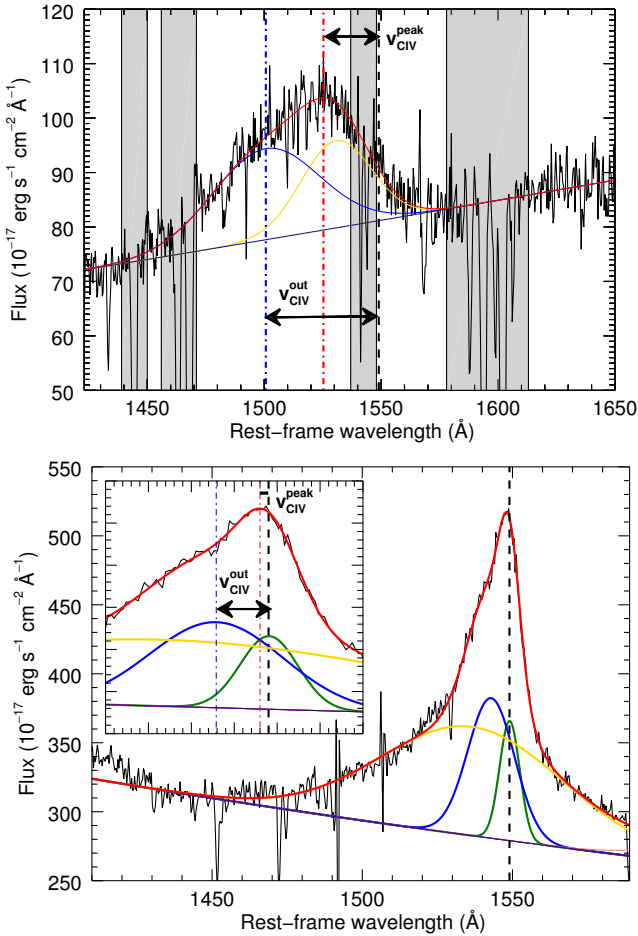 120
110
100
90
80
70
60
50
Flux (10⁻¹⁷ erg s⁻¹ cm⁻² Å⁻¹)
v_CIV^peak
v_CIV^out
1450 1500 1550 1600 1650
Rest−frame wavelength (Å)
550
500
450
400
350
300
250
Flux (10⁻¹⁷ erg s⁻¹ cm⁻² Å⁻¹)
v_CIV^peak
v_CIV^out
1450 1500 1550
Rest−frame wavelength (Å)